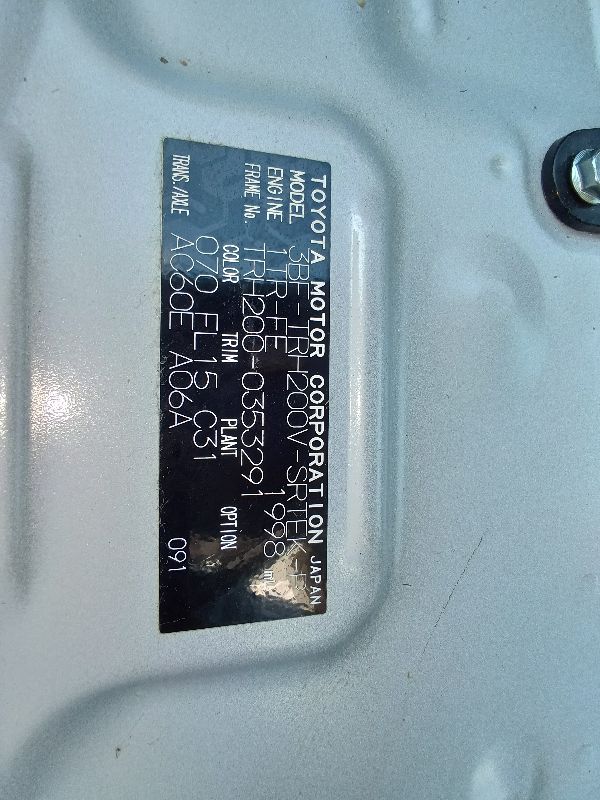 TOYOTA MOTOR CORPORATION JAPAN
MODEL 3BF-TRH200V-SRTEK-P
ENGINE 1TR-FE 1998 mL
FRAME No. TRH200-0353291
COLOR TRIM PLANT OPTION
070 FL15 C31
TRANS./AXLE AC60E A06A 091